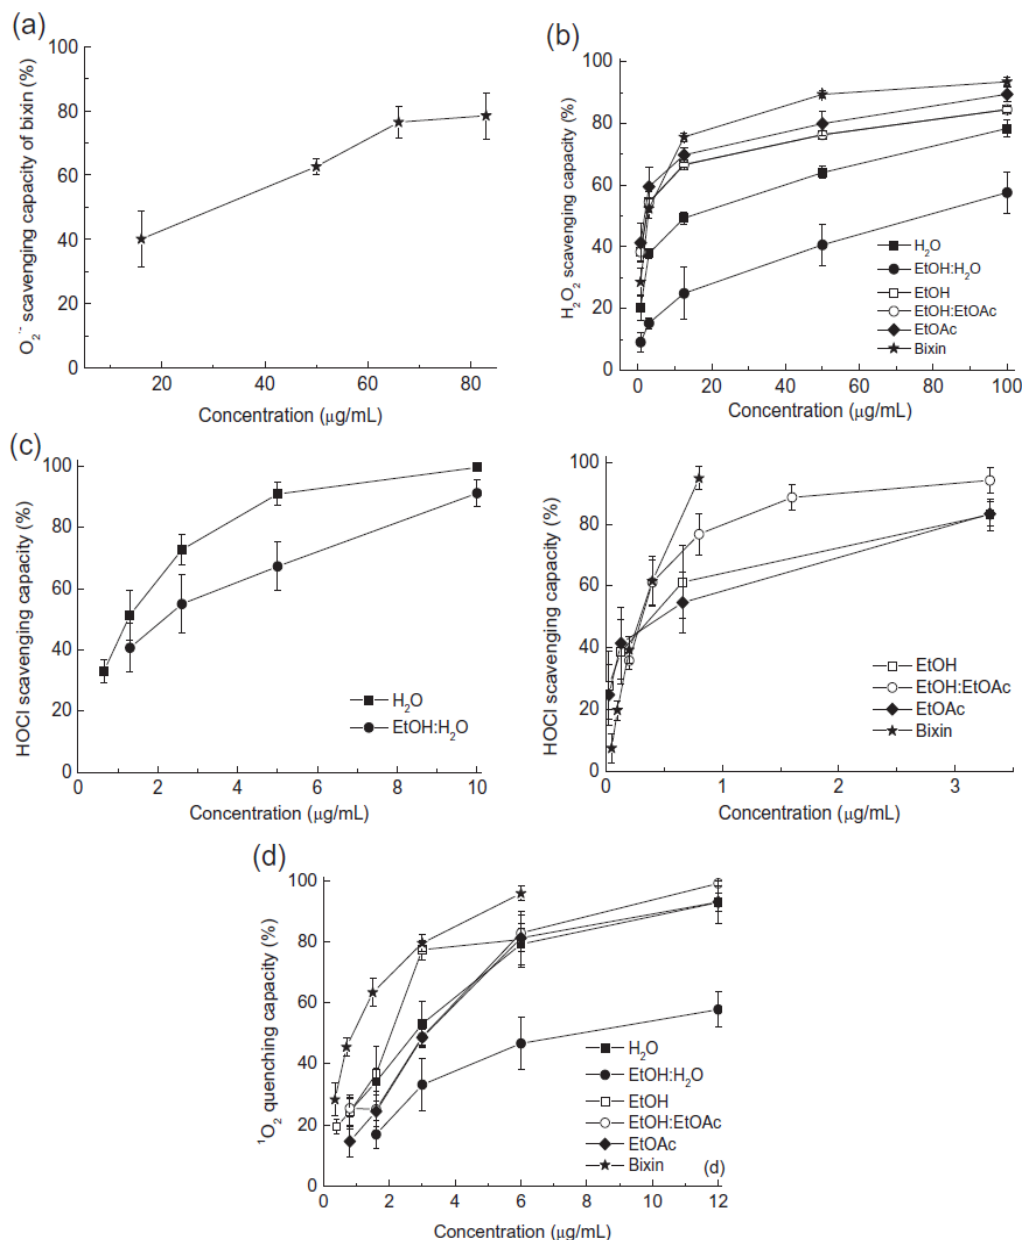 (a)
O₂˙⁻ scavenging capacity of bixin (%)
100
80
60
40
20
0
20
40
60
80
Concentration (μg/mL)
(b)
H₂O₂ scavenging capacity (%)
100
80
60
40
20
0
H₂O
EtOH:H₂O
EtOH
EtOH:EtOAc
EtOAc
Bixin
0
20
40
60
80
100
Concentration (μg/mL)
(c)
HOCl scavenging capacity (%)
100
80
60
40
20
0
H₂O
EtOH:H₂O
0
2
4
6
8
10
Concentration (μg/mL)
HOCl scavenging capacity (%)
100
80
60
40
20
0
EtOH
EtOH:EtOAc
EtOAc
Bixin
0
1
2
3
Concentration (μg/mL)
(d)
¹O₂ quenching capacity (%)
100
80
60
40
20
0
H₂O
EtOH:H₂O
EtOH
EtOH:EtOAc
EtOAc
Bixin
(d)
0
2
4
6
8
10
12
Concentration (μg/mL)